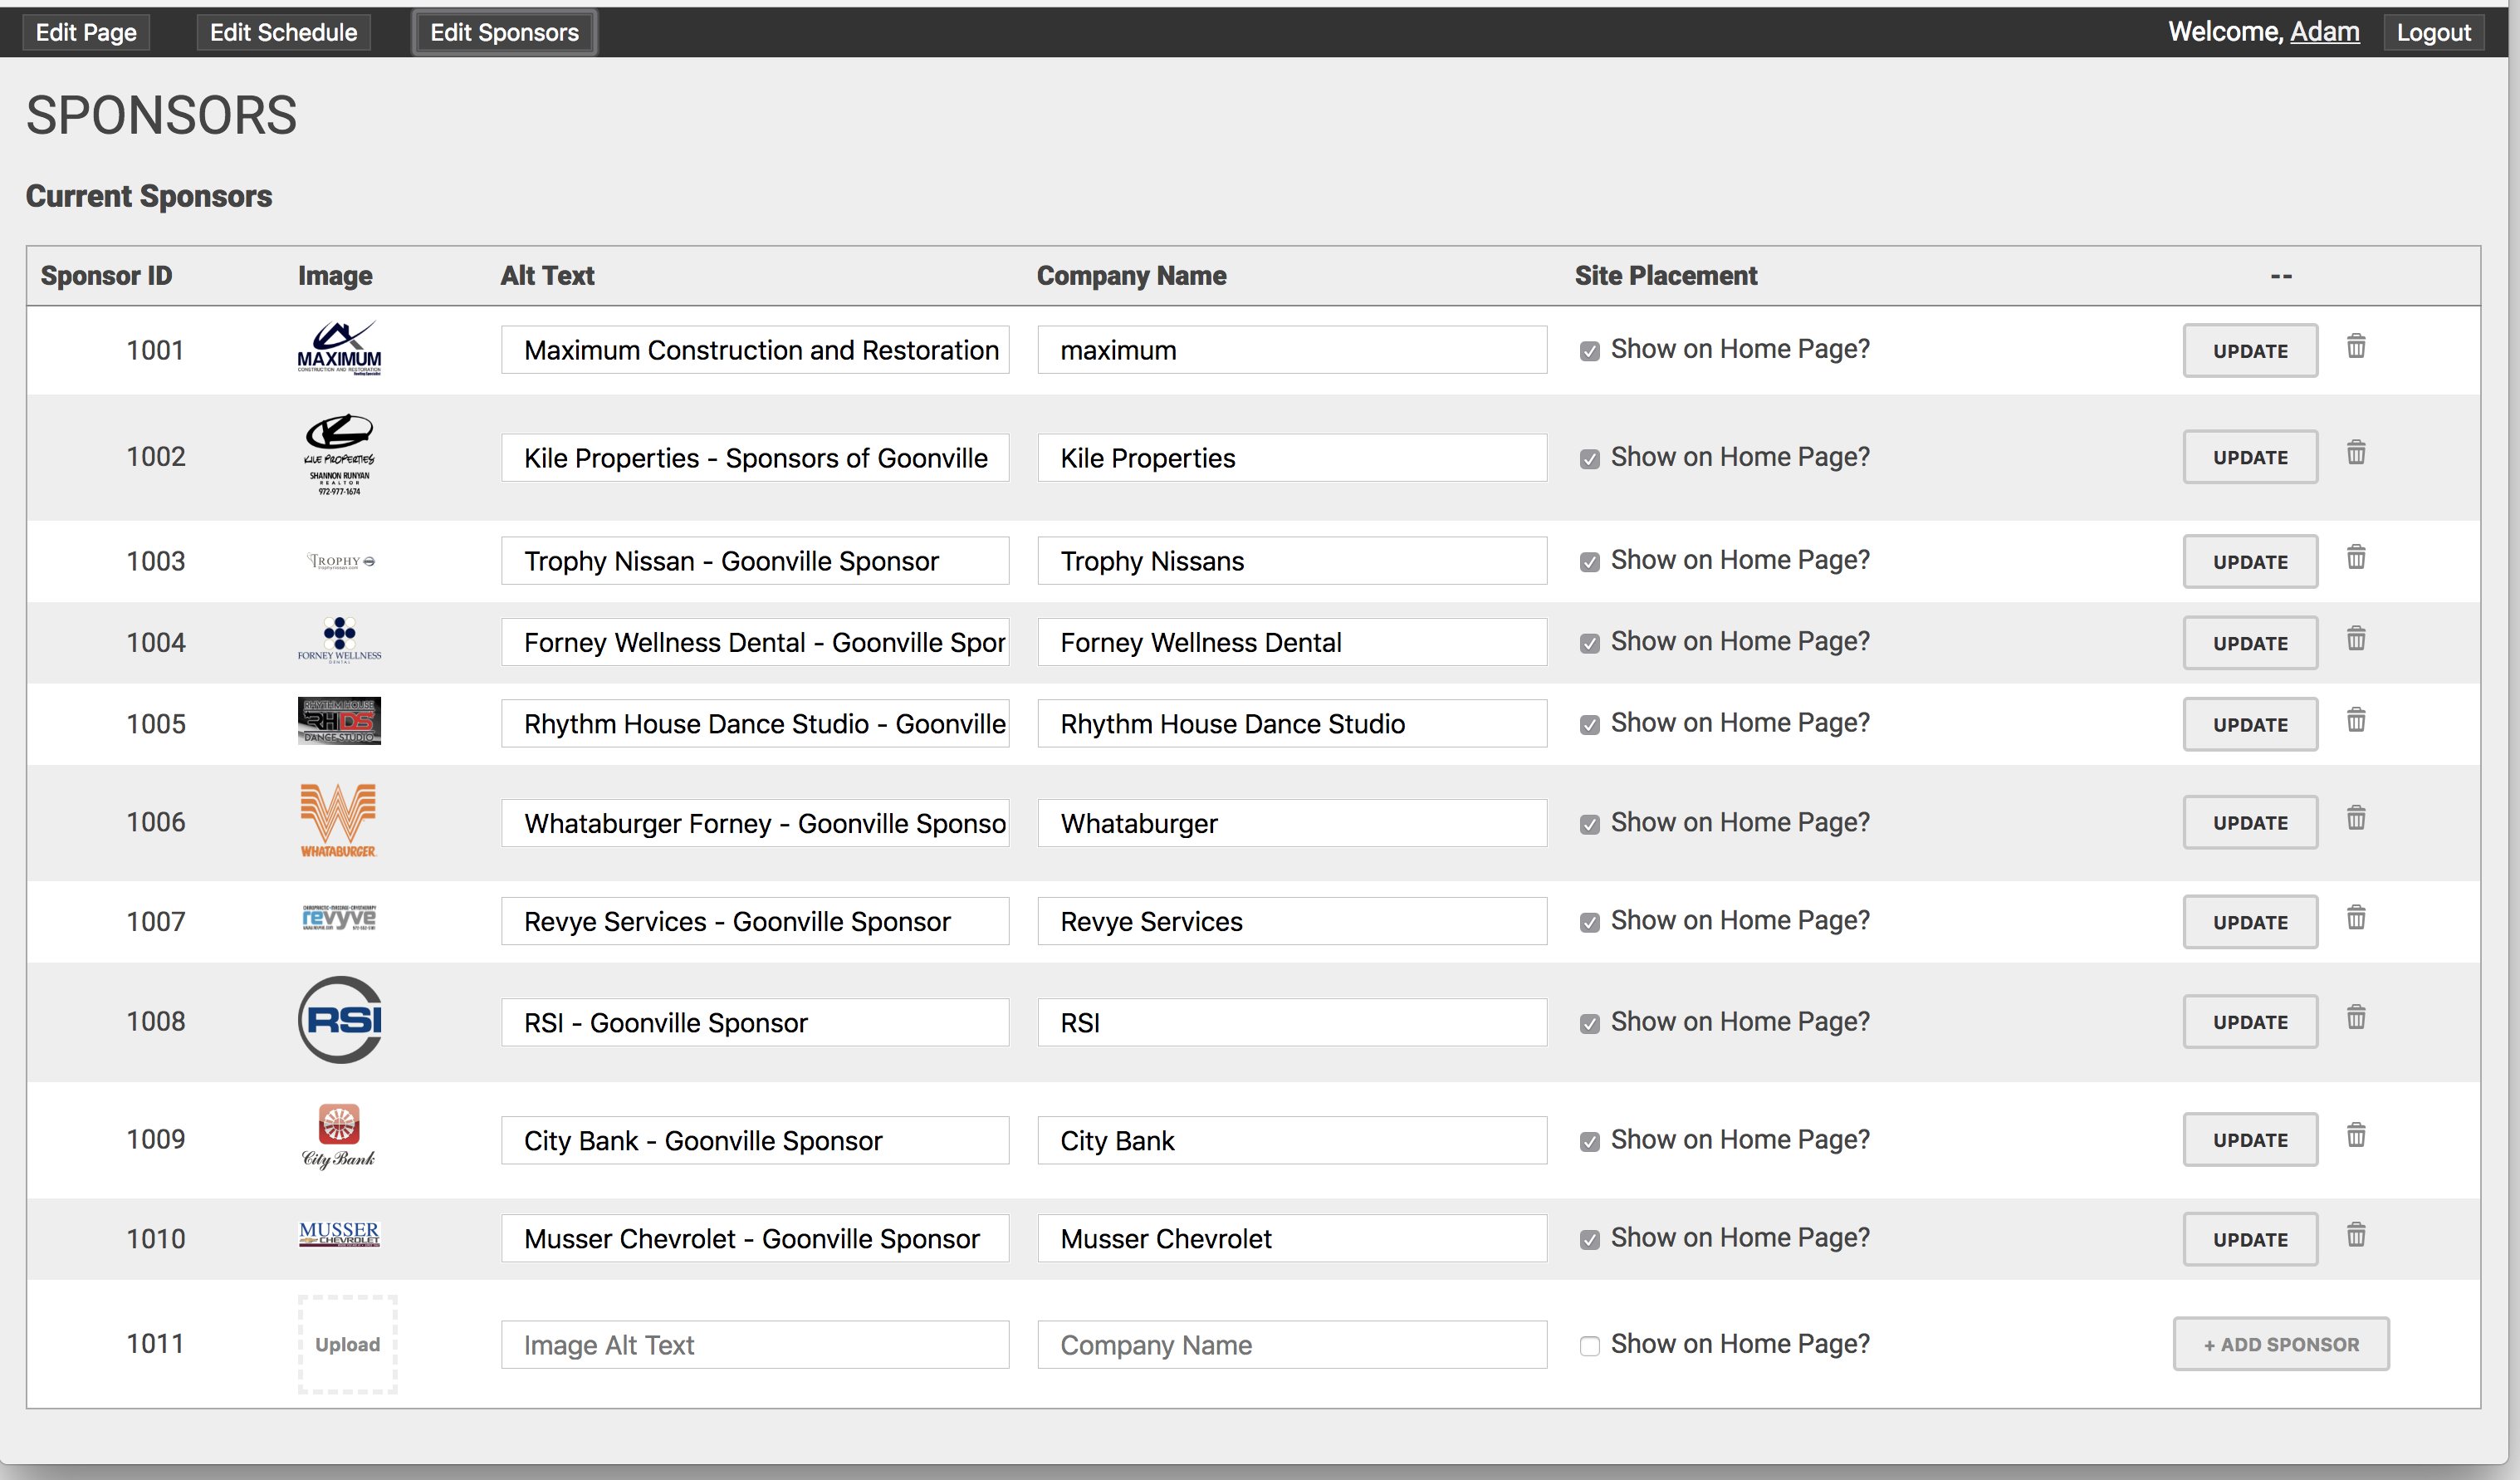 Edit Page Edit Schedule Edit Sponsors Welcome, Adam Logout
SPONSORS
Current Sponsors
Sponsor ID Image Alt Text Company Name Site Placement --
1001 MAXIMUM CONSTRUCTION AND RESTORATION Maximum Construction and Restoration maximum Show on Home Page? UPDATE
KILE PROPERTIES
SHANNON RUNYAN
REALTOR
972-977-1674
1002 Kile Properties - Sponsors of Goonville Kile Properties Show on Home Page? UPDATE
1003 TROPHY Trophy Nissan - Goonville Sponsor Trophy Nissans Show on Home Page? UPDATE
1004 FORNEY WELLNESS DENTAL Forney Wellness Dental - Goonville Spor Forney Wellness Dental Show on Home Page? UPDATE
1005 RHYTHM HOUSE RHDS DANCE STUDIO Rhythm House Dance Studio - Goonville Rhythm House Dance Studio Show on Home Page? UPDATE
1006 WHATABURGER Whataburger Forney - Goonville Sponso Whataburger Show on Home Page? UPDATE
1007 revyve Revye Services - Goonville Sponsor Revye Services Show on Home Page? UPDATE
1008 RSI RSI - Goonville Sponsor RSI Show on Home Page? UPDATE
1009 City Bank City Bank - Goonville Sponsor City Bank Show on Home Page? UPDATE
1010 MUSSER CHEVROLET Musser Chevrolet - Goonville Sponsor Musser Chevrolet Show on Home Page? UPDATE
1011 Upload Image Alt Text Company Name Show on Home Page? + ADD SPONSOR